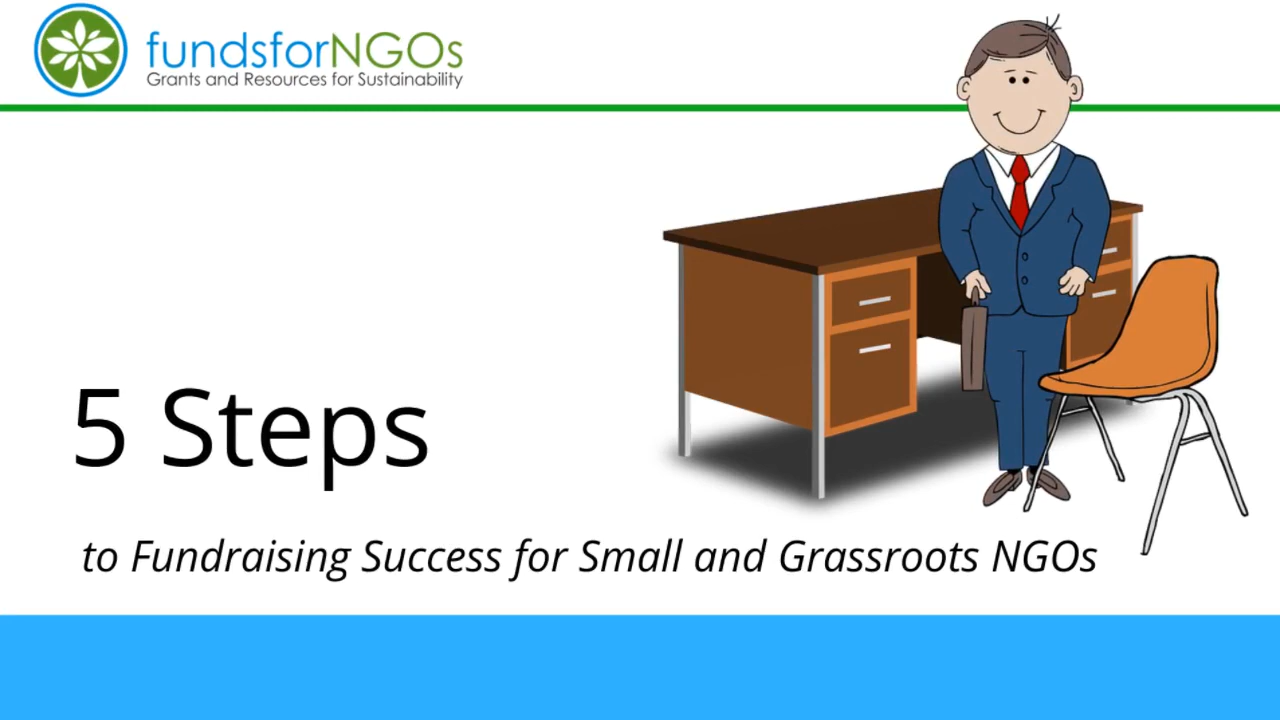 fundsforNGOs
Grants and Resources for Sustainability
5 Steps
to Fundraising Success for Small and Grassroots NGOs